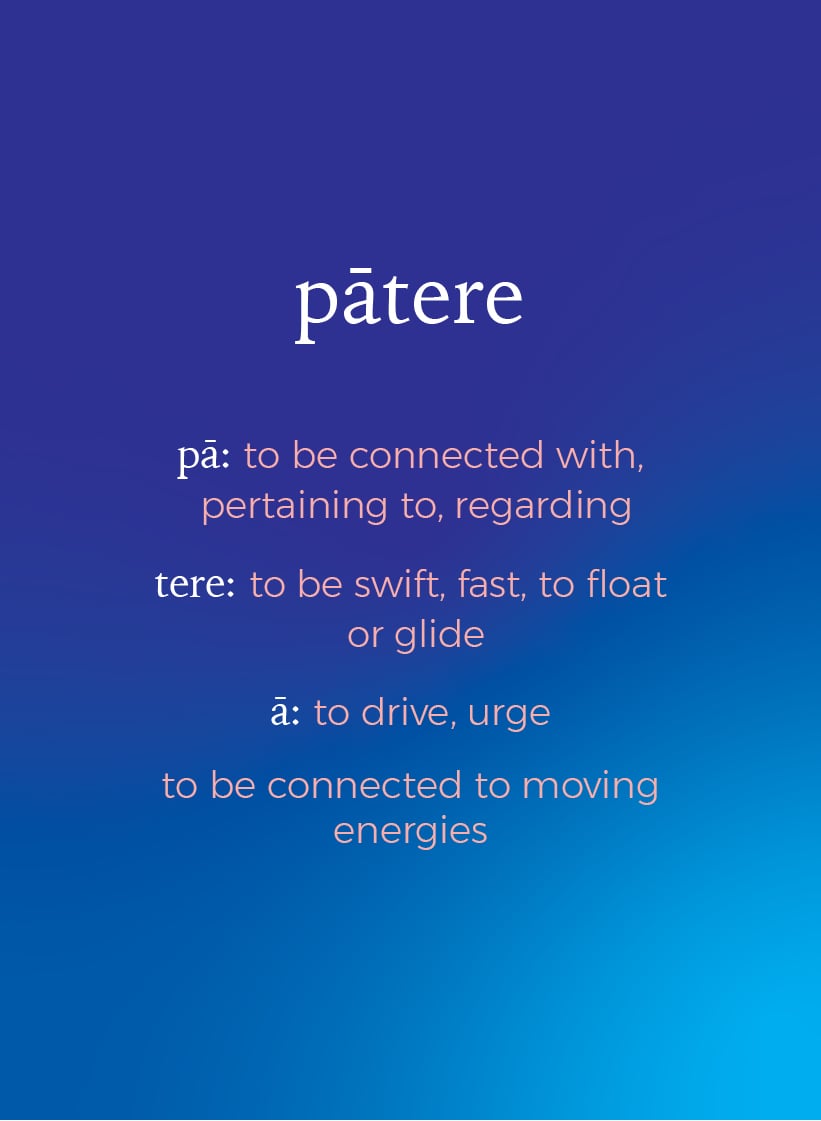 pātere
pā: to be connected with,
pertaining to, regarding
tere: to be swift, fast, to float
or glide
ā: to drive, urge
to be connected to moving
energies